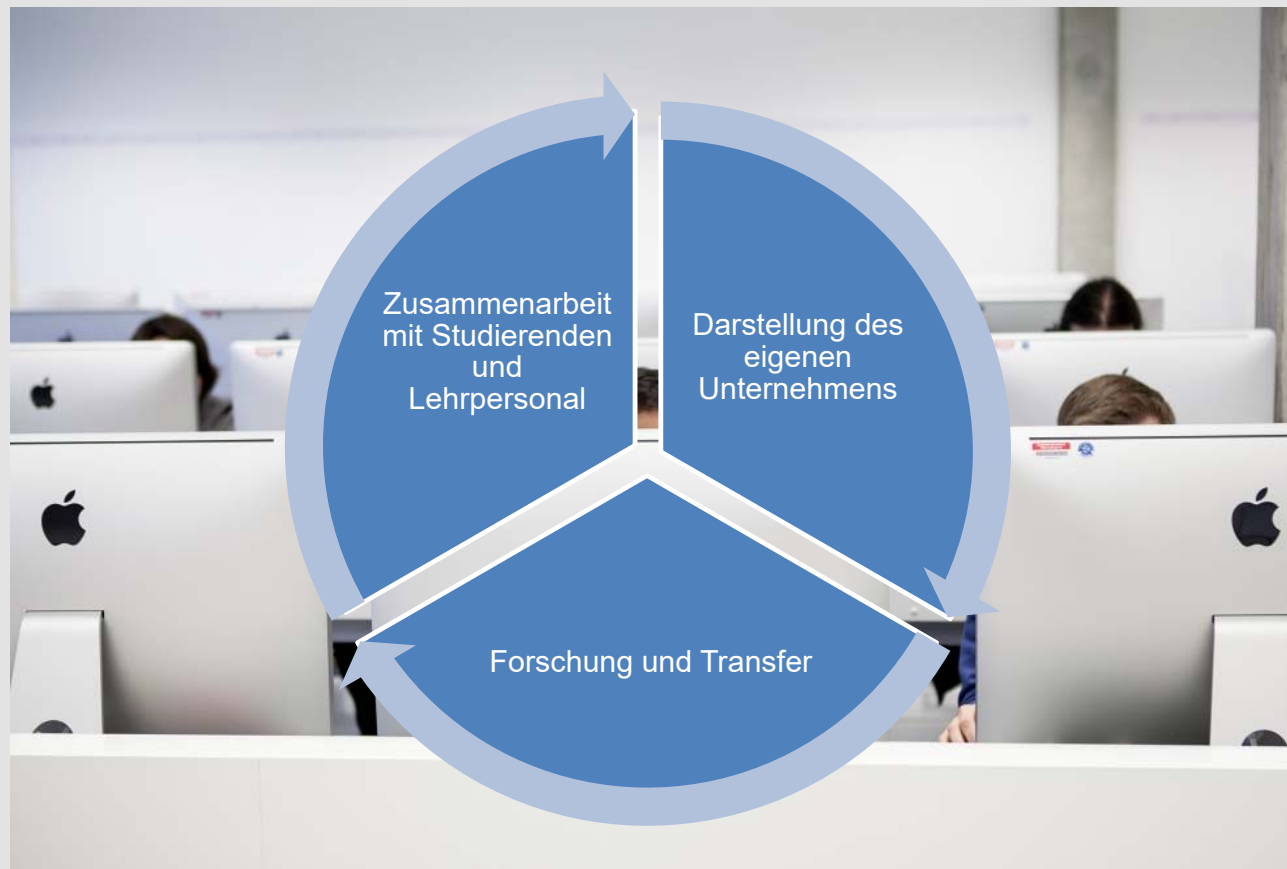 Zusammenarbeit
mit Studierenden
und
Lehrpersonal
Darstellung des
eigenen
Unternehmens
Forschung und Transfer